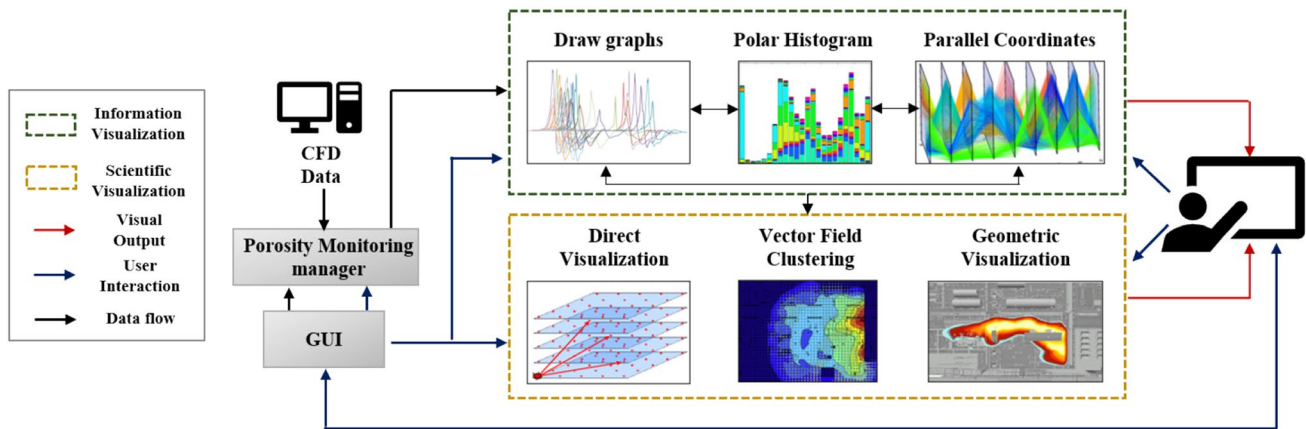 Information
Visualization
Scientific
Visualization
Visual
Output
User
Interaction
Data flow
CFD
Data
Porosity Monitoring
manager
GUI
Draw graphs
Polar Histogram
Parallel Coordinates
Direct
Visualization
Vector Field
Clustering
Geometric
Visualization